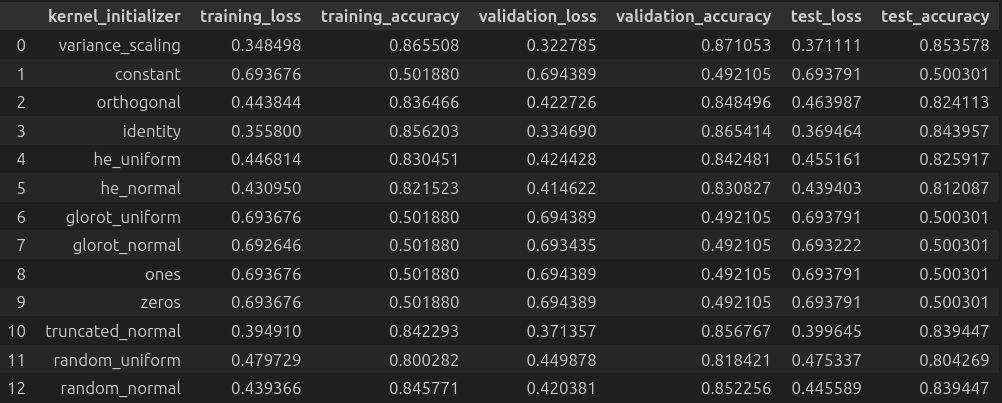 kernel_initializer training_loss training_accuracy validation_loss validation_accuracy test_loss test_accuracy
0 variance_scaling 0.348498 0.865508 0.322785 0.871053 0.371111 0.853578
1 constant 0.693676 0.501880 0.694389 0.492105 0.693791 0.500301
2 orthogonal 0.443844 0.836466 0.422726 0.848496 0.463987 0.824113
3 identity 0.355800 0.856203 0.334690 0.865414 0.369464 0.843957
4 he_uniform 0.446814 0.830451 0.424428 0.842481 0.455161 0.825917
5 he_normal 0.430950 0.821523 0.414622 0.830827 0.439403 0.812087
6 glorot_uniform 0.693676 0.501880 0.694389 0.492105 0.693791 0.500301
7 glorot_normal 0.692646 0.501880 0.693435 0.492105 0.693222 0.500301
8 ones 0.693676 0.501880 0.694389 0.492105 0.693791 0.500301
9 zeros 0.693676 0.501880 0.694389 0.492105 0.693791 0.500301
10 truncated_normal 0.394910 0.842293 0.371357 0.856767 0.399645 0.839447
11 random_uniform 0.479729 0.800282 0.449878 0.818421 0.475337 0.804269
12 random_normal 0.439366 0.845771 0.420381 0.852256 0.445589 0.839447